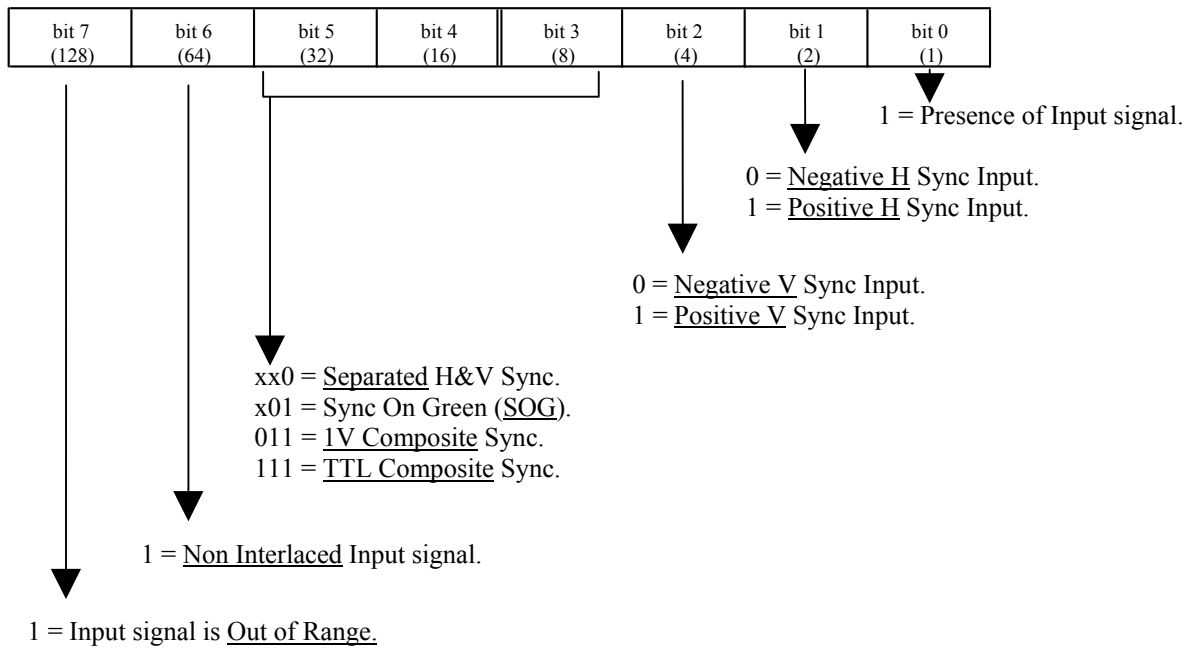 bit 7 bit 6 bit 5 bit 4 bit 3 bit 2 bit 1 bit 0
(128) (64) (32) (16) (8) (4) (2) (1)
1 = Presence of Input signal.
0 = Negative H Sync Input.
1 = Positive H Sync Input.
0 = Negative V Sync Input.
1 = Positive V Sync Input.
xx0 = Separated H&V Sync.
x01 = Sync On Green (SOG).
011 = 1V Composite Sync.
111 = TTL Composite Sync.
1 = Non Interlaced Input signal.
1 = Input signal is Out of Range.